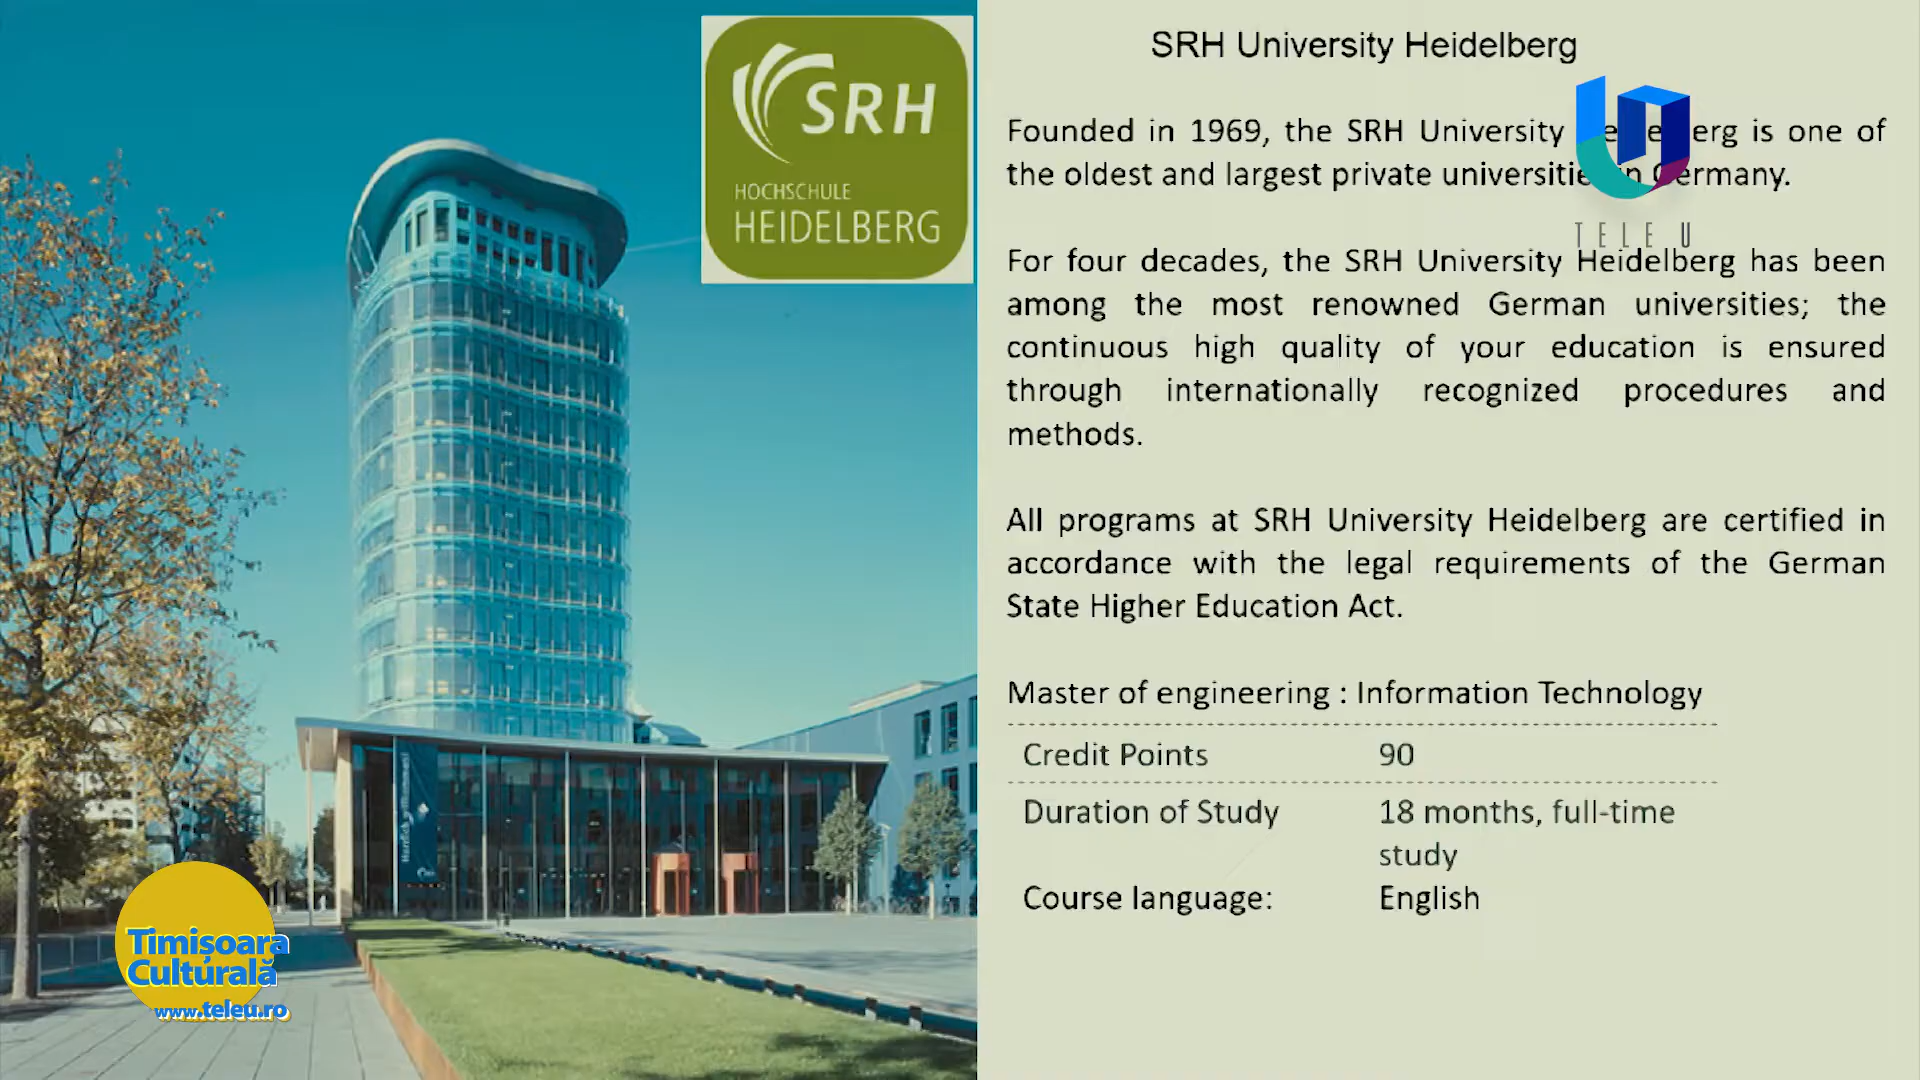 SRH
HOCHSCHULE
HEIDELBERG
SRH University Heidelberg
Founded in 1969, the SRH University erg is one of
the oldest and largest private universities in Germany.
TELE U
For four decades, the SRH University Heidelberg has been
among the most renowned German universities; the
continuous high quality of your education is ensured
through internationally recognized procedures and
methods.
All programs at SRH University Heidelberg are certified in
accordance with the legal requirements of the German
State Higher Education Act.
Master of engineering : Information Technology
Credit Points 90
Duration of Study 18 months, full-time
study
Course language: English
Timișoara
Culturală
www.teleu.ro